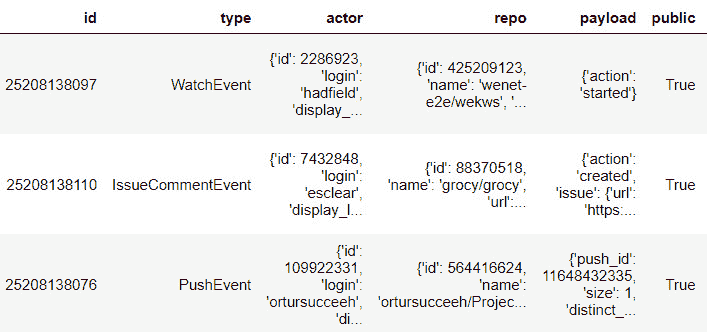 id type actor repo payload public
25208138097 WatchEvent {'id': 2286923, 'login': 'hadfield', 'display_... {'id': 425209123, 'name': 'wenet-e2e/wekws', '... {'action': 'started'} True
25208138110 IssueCommentEvent {'id': 7432848, 'login': 'esclear', 'display_l... {'id': 88370518, 'name': 'grocy/grocy', 'url':... {'action': 'created', 'issue': {'url': 'https:... True
25208138076 PushEvent {'id': 109922331, 'login': 'ortursucceeh', 'di... {'id': 564416624, 'name': 'ortursucceeh/Projec... {'push_id': 11648432335, 'size': 1, 'distinct_... True